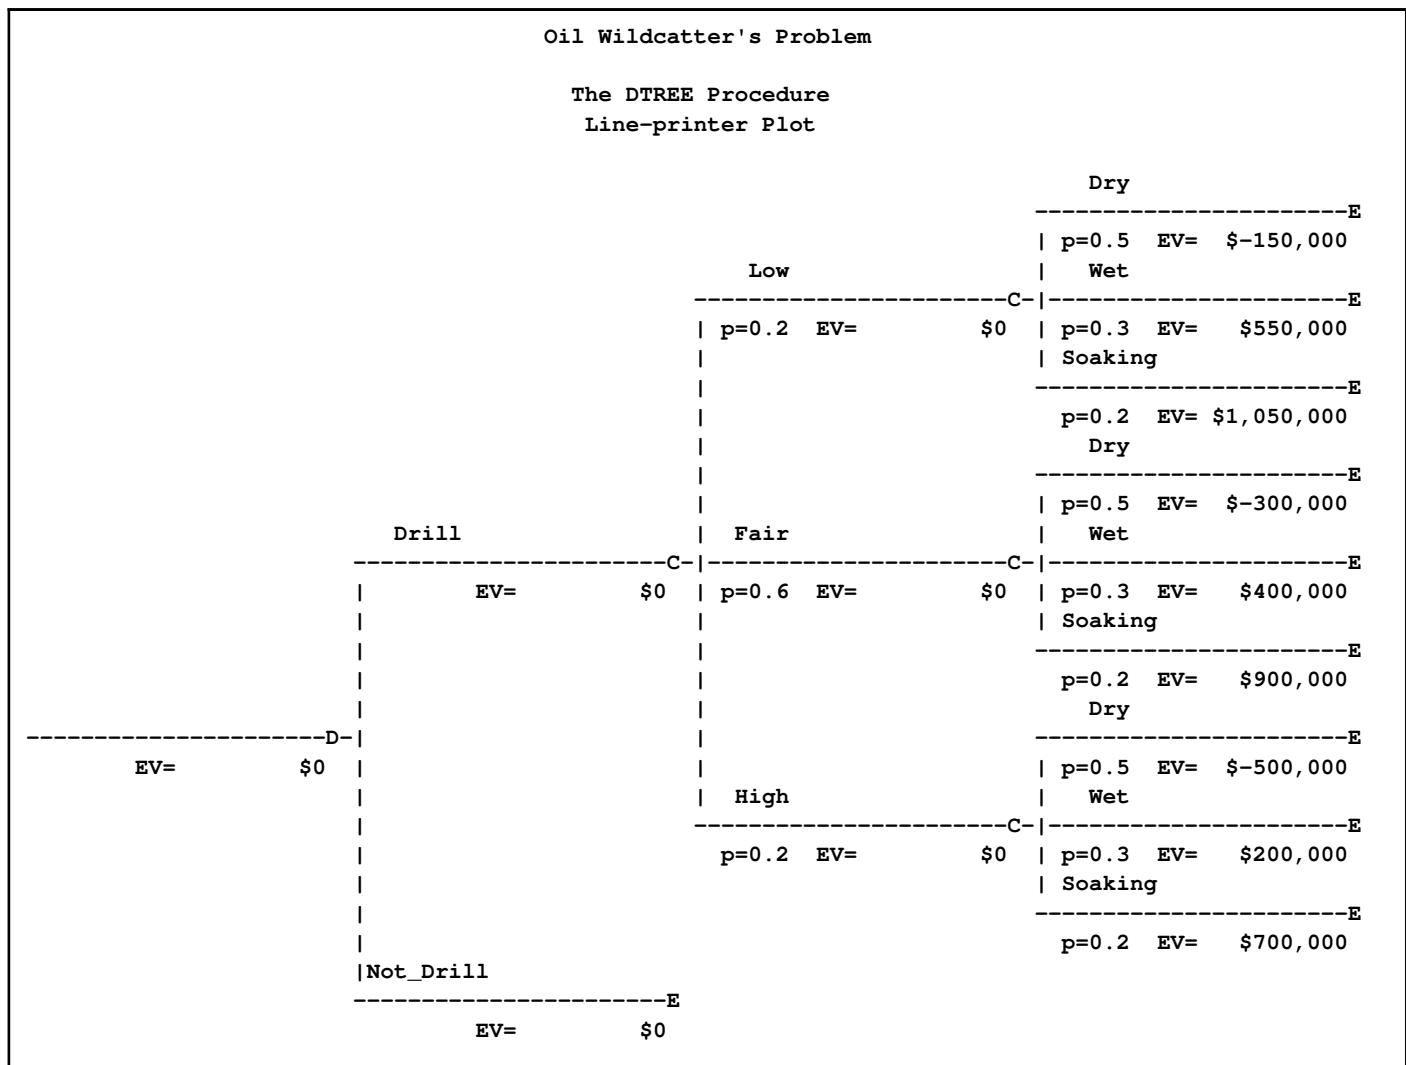 Oil Wildcatter's Problem
The DTREE Procedure
Line-printer Plot
Dry
-----------------------E
| p=0.5 EV= $-150,000
Low | Wet
-----------------------C-|----------------------E
| p=0.2 EV= $0 | p=0.3 EV= $550,000
| | Soaking
| -----------------------E
| p=0.2 EV= $1,050,000
| Dry
| -----------------------E
| | p=0.5 EV= $-300,000
Drill | Fair | Wet
-----------------------C-|----------------------C-|----------------------E
| EV= $0 | p=0.6 EV= $0 | p=0.3 EV= $400,000
| | | Soaking
| | -----------------------E
| | p=0.2 EV= $900,000
| | Dry
----------------------D-| | -----------------------E
EV= $0 | | | p=0.5 EV= $-500,000
| | High | Wet
| -----------------------C-|----------------------E
| p=0.2 EV= $0 | p=0.3 EV= $200,000
| | Soaking
| -----------------------E
| p=0.2 EV= $700,000
|Not_Drill
-----------------------E
EV= $0